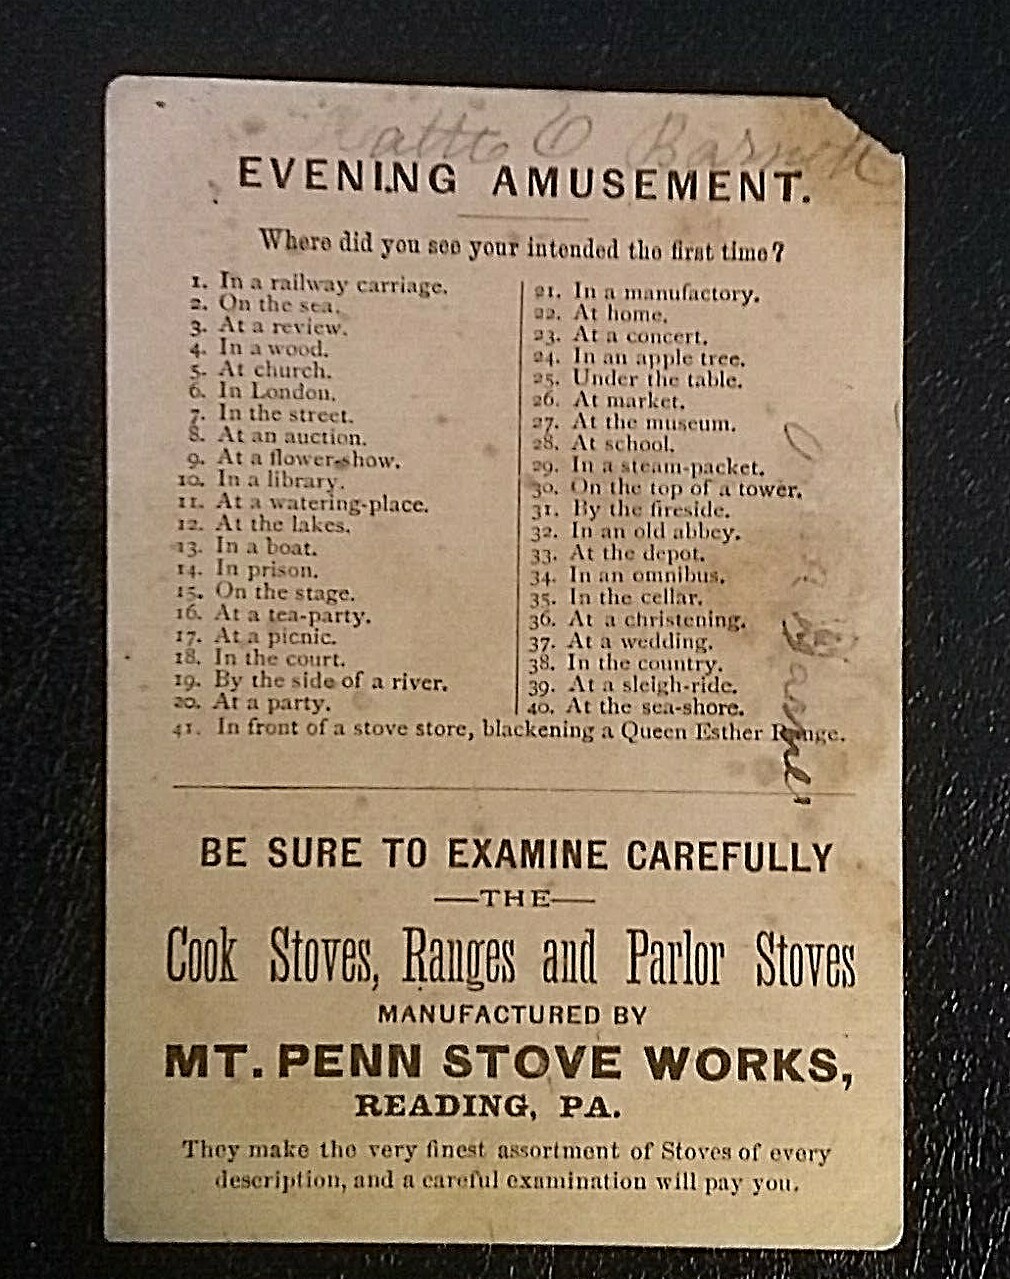 EVENING AMUSEMENT.
Where did you see your intended the first time?
1. In a railway carriage.
2. On the sea.
3. At a review.
4. In a wood.
5. At church.
6. In London.
7. In the street.
8. At an auction.
9. At a flower-show.
10. In a library.
11. At a watering-place.
12. At the lakes.
13. In a boat.
14. In prison.
15. On the stage.
16. At a tea-party.
17. At a picnic.
18. In the court.
19. By the side of a river.
20. At a party.
21. In a manufactory.
22. At home.
23. At a concert.
24. In an apple tree.
25. Under the table.
26. At market.
27. At the museum.
28. At school.
29. In a steam-packet.
30. On the top of a tower.
31. By the fireside.
32. In an old abbey.
33. At the depot.
34. In an omnibus.
35. In the cellar.
36. At a christening.
37. At a wedding.
38. In the country.
39. At a sleigh-ride.
40. At the sea-shore.
41. In front of a stove store, blackening a Queen Esther Range.
BE SURE TO EXAMINE CAREFULLY
—THE—
Cook Stoves, Ranges and Parlor Stoves
MANUFACTURED BY
MT. PENN STOVE WORKS,
READING, PA.
They make the very finest assortment of Stoves of every
description, and a careful examination will pay you.